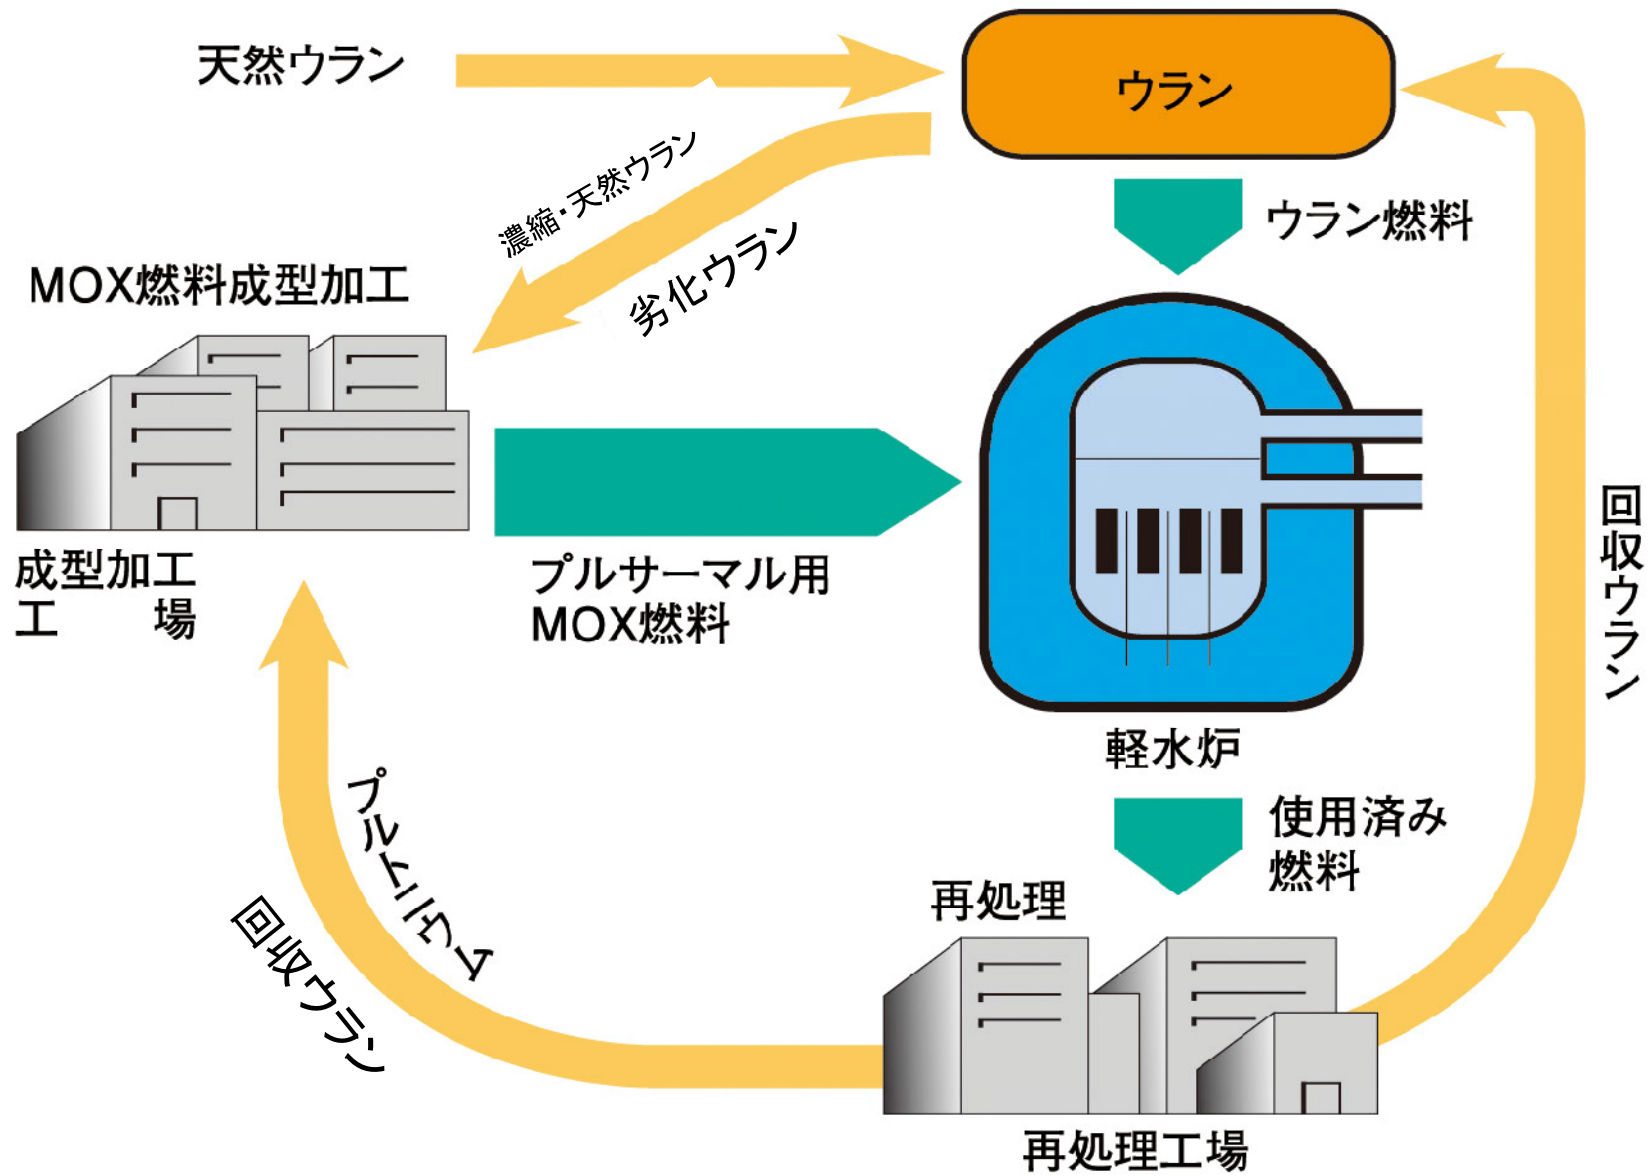 天然ウラン
ウラン
濃縮・天然ウラン
劣化ウラン
ウラン燃料
MOX燃料成型加工
成型加工
工場
プルサーマル用
MOX燃料
回収ウラン
軽水炉
使用済み
燃料
プルトニウム
回収ウラン
再処理
再処理工場